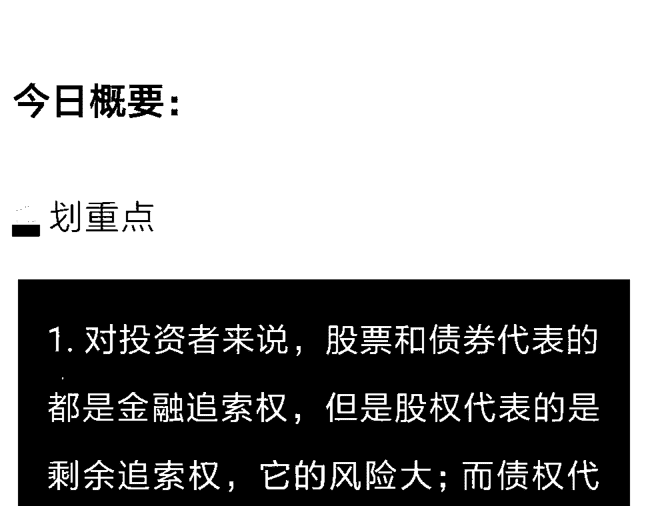 今日概要：
划重点
1. 对投资者来说，股票和债券代表的
都是金融追索权，但是股权代表的是
剩余追索权，它的风险大；而债权代